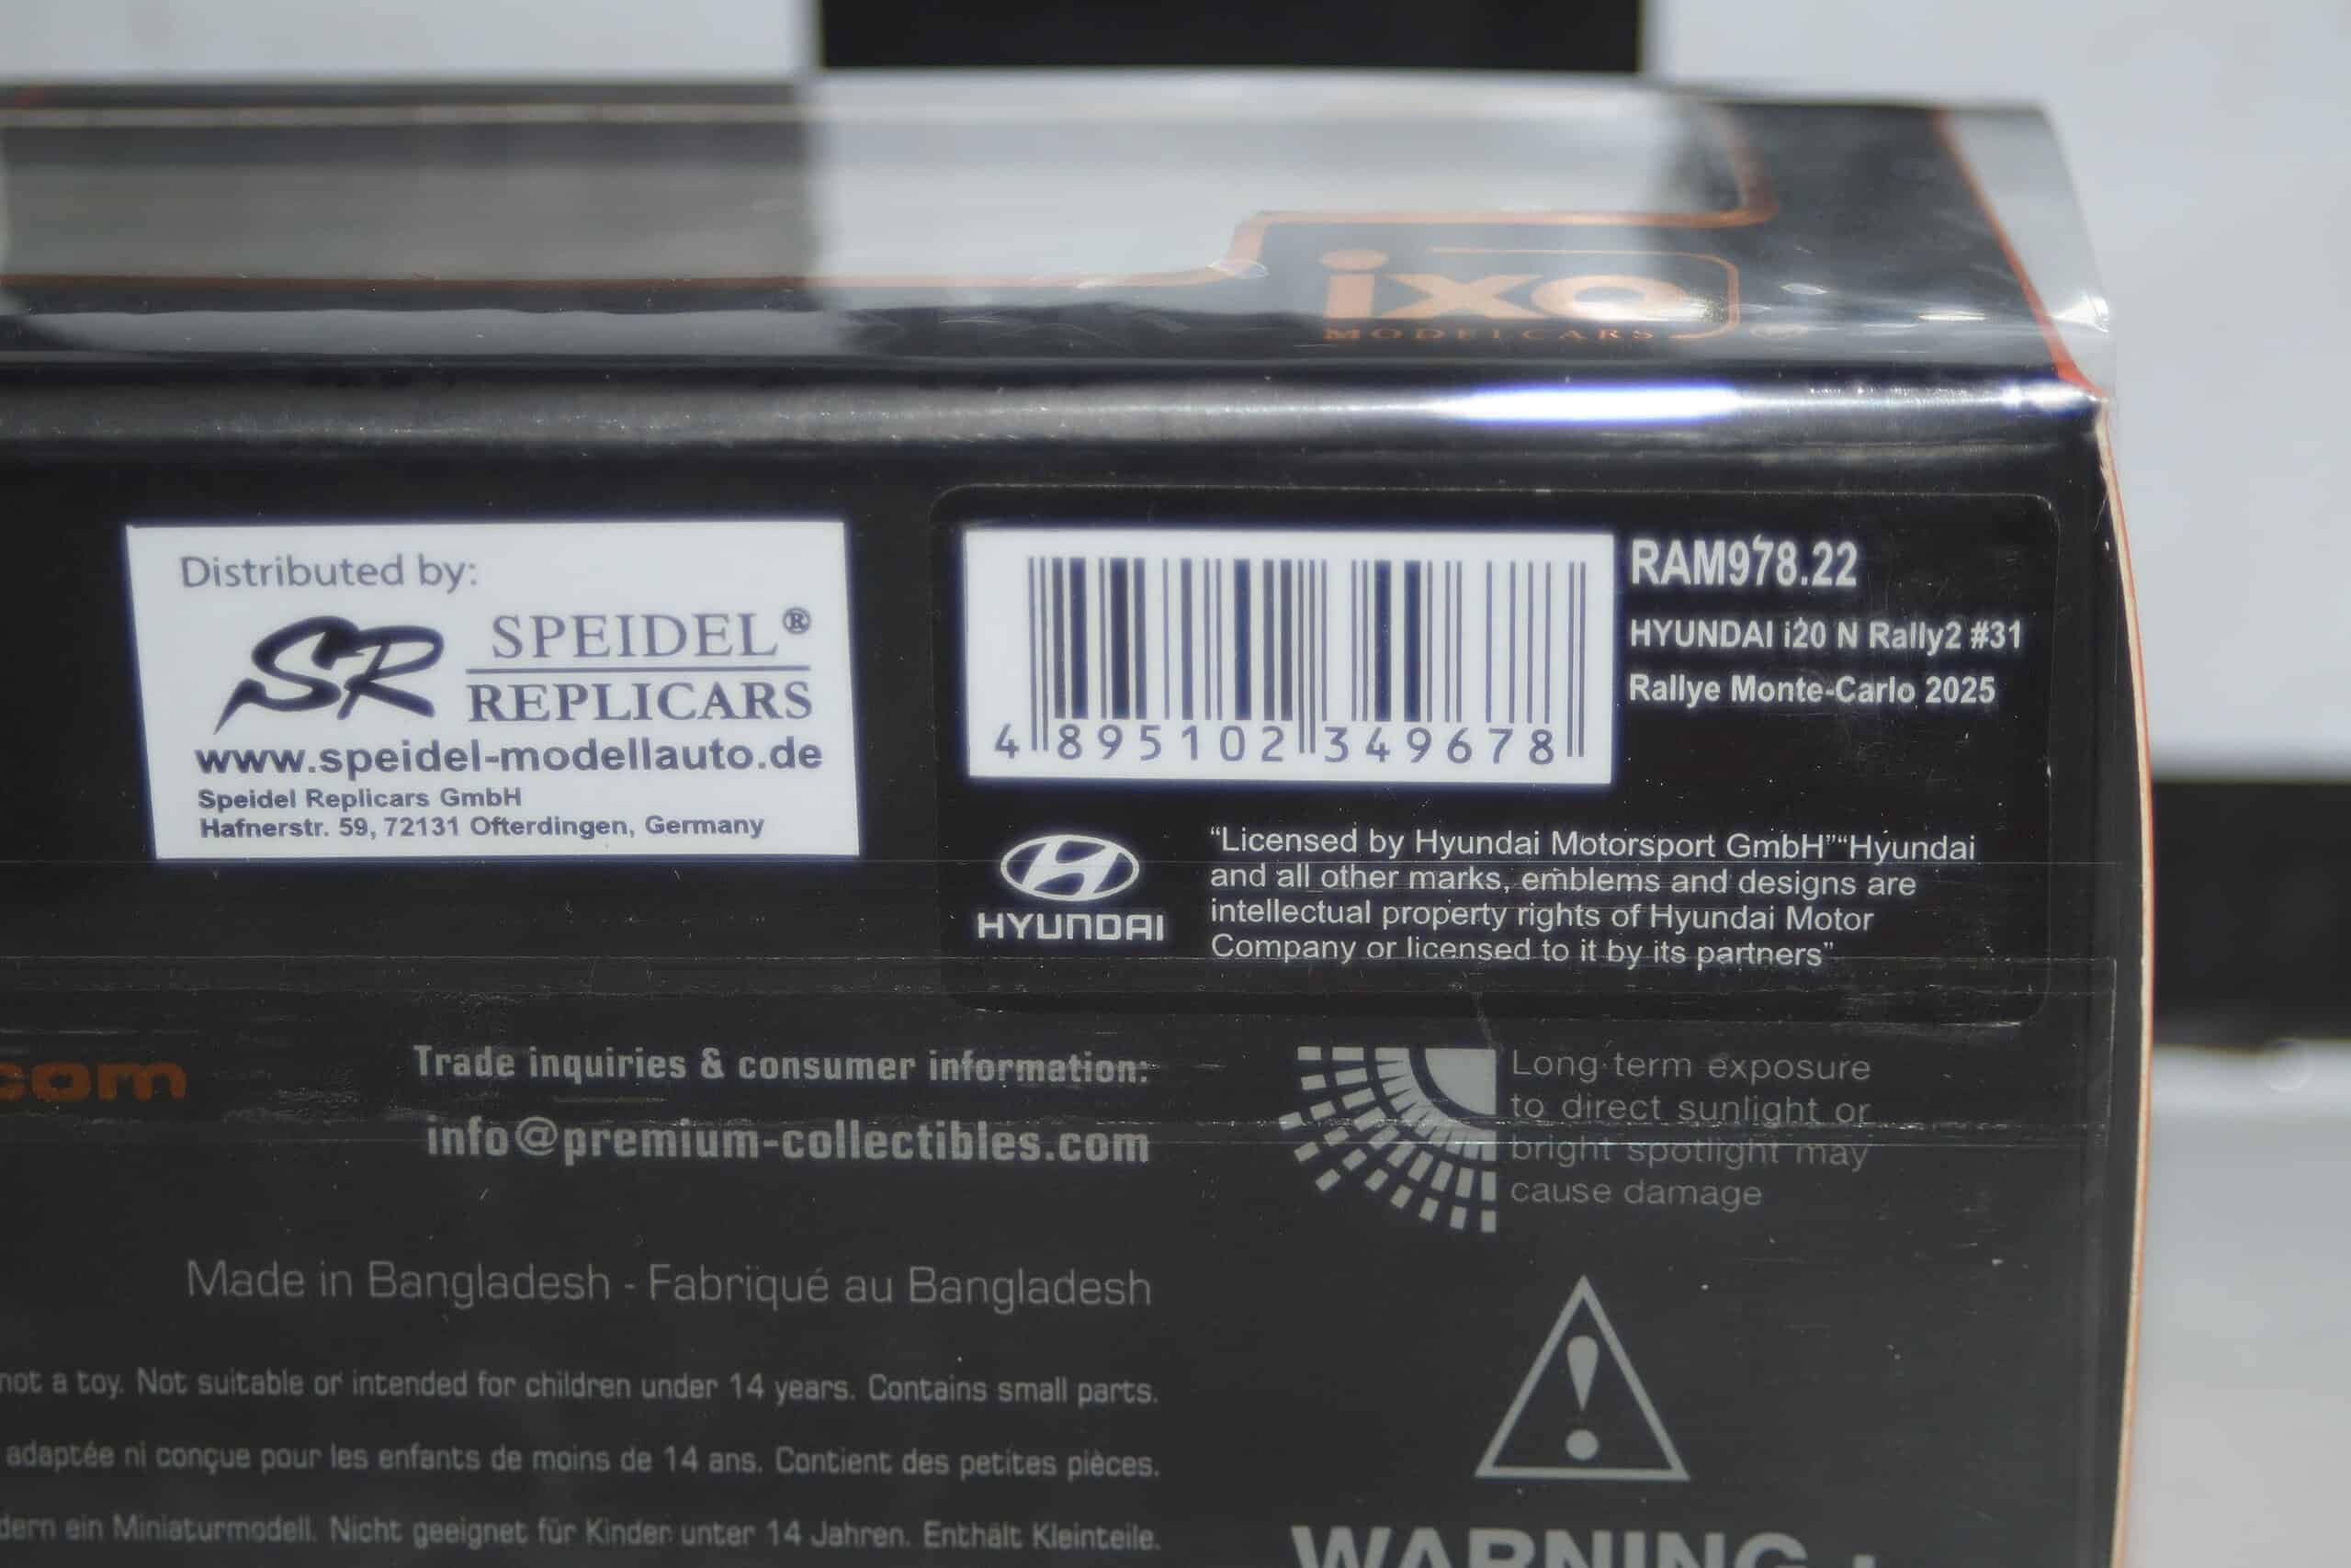 ixo
MODELCARS
Distributed by:
SR SPEIDEL®
REPLICARS
www.speidel-modellauto.de
Speidel Replicars GmbH
Hafnerstr. 59, 72131 Ofterdingen, Germany
4 895102 349678
RAM978.22
HYUNDAI i20 N Rally2 #31
Rallye Monte-Carlo 2025
HYUNDAI
“Licensed by Hyundai Motorsport GmbH”“Hyundai
and all other marks, emblems and designs are
intellectual property rights of Hyundai Motor
Company or licensed to it by its partners”
com
Trade inquiries & consumer information:
info@premium-collectibles.com
Long term exposure
to direct sunlight or
bright spotlight may
cause damage
Made in Bangladesh - Fabriqué au Bangladesh
not a toy. Not suitable or intended for children under 14 years. Contains small parts.
adaptée ni conçue pour les enfants de moins de 14 ans. Contient des petites pièces.
dern ein Miniaturmodell. Nicht geeignet für Kinder unter 14 Jahren. Enthält Kleinteile.
WARNING :